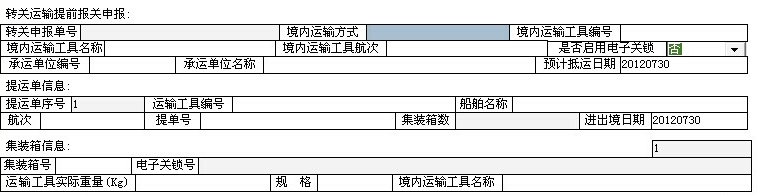 转关运输提前报关申报:
转关申报单号 境内运输方式 境内运输工具编号
境内运输工具名称 境内运输工具航次 是否启用电子关锁 否
承运单位编号 承运单位名称 预计抵运日期 20120730
提运单信息:
提运单序号 1 运输工具编号 船舶名称
航次 提单号 集装箱数 进出境日期 20120730
集装箱信息: 1
集装箱号 电子关锁号
运输工具实际重量(Kg) 规 格 境内运输工具名称